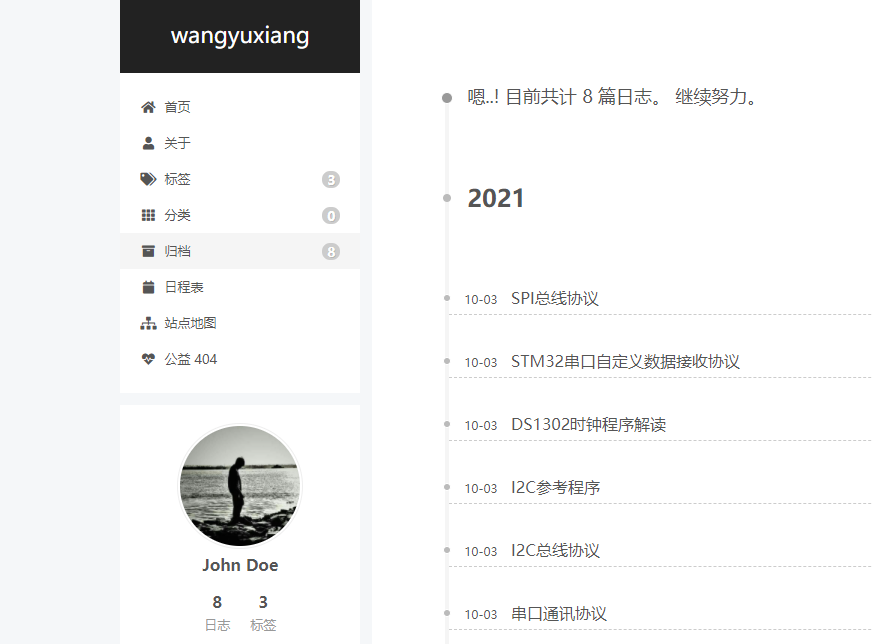 wangyuxiang
首页
关于
标签 3
分类 0
归档 8
日程表
站点地图
公益 404
John Doe
8 3
日志 标签
嗯..! 目前共计 8 篇日志。 继续努力。
2021
10-03 SPI总线协议
10-03 STM32串口自定义数据接收协议
10-03 DS1302时钟程序解读
10-03 I2C参考程序
10-03 I2C总线协议
10-03 串口通讯协议